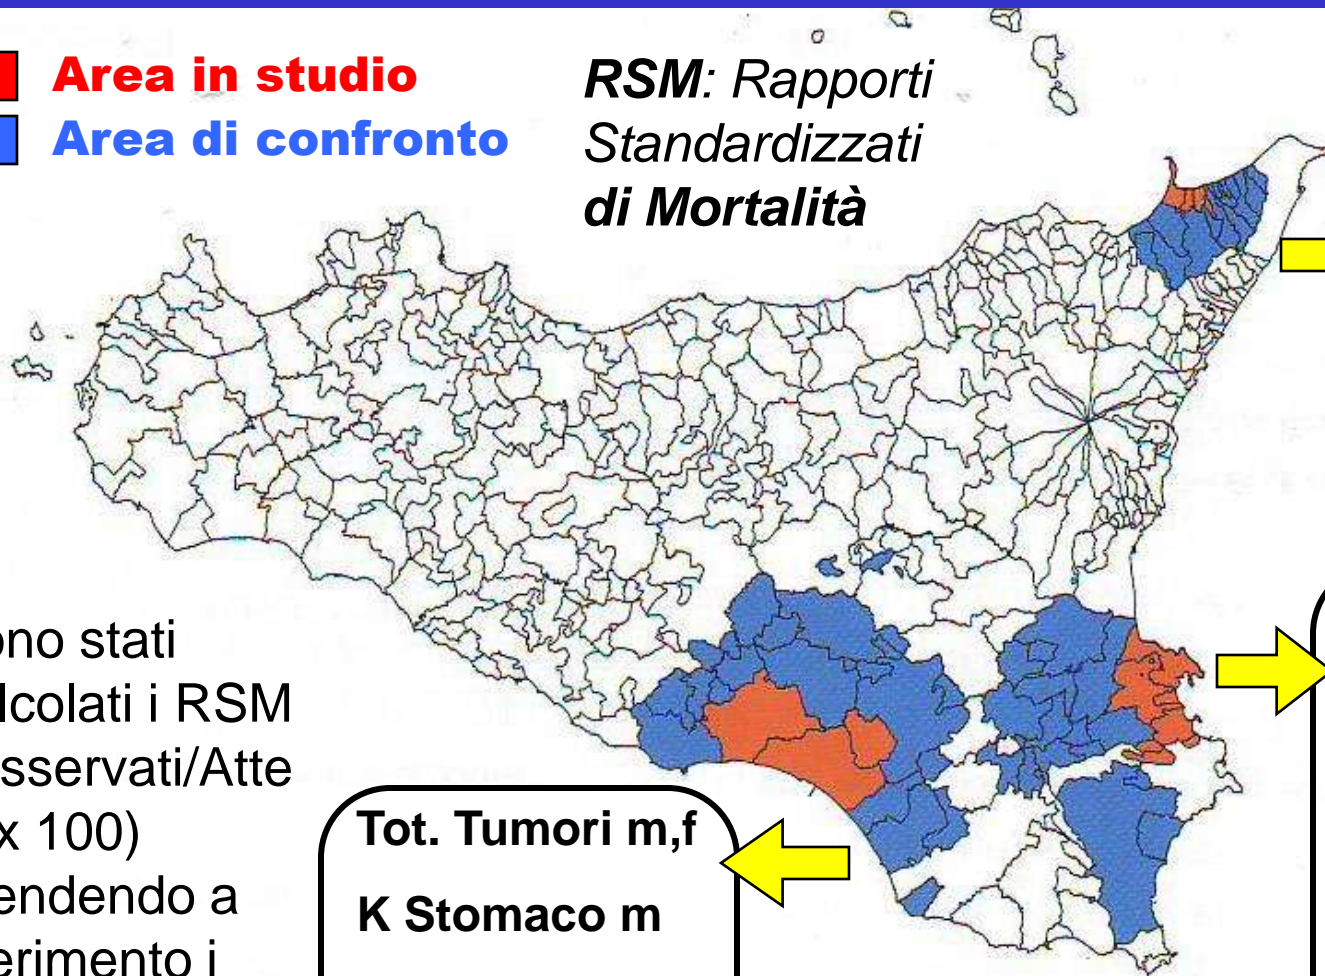 Area in studio
Area di confronto
RSM: Rapporti
Standardizzati
di Mortalità
ono stati
lcolati i RSM
sservati/Atte
x 100)
endendo a
erimento i
Tot. Tumori m,f
K Stomaco m